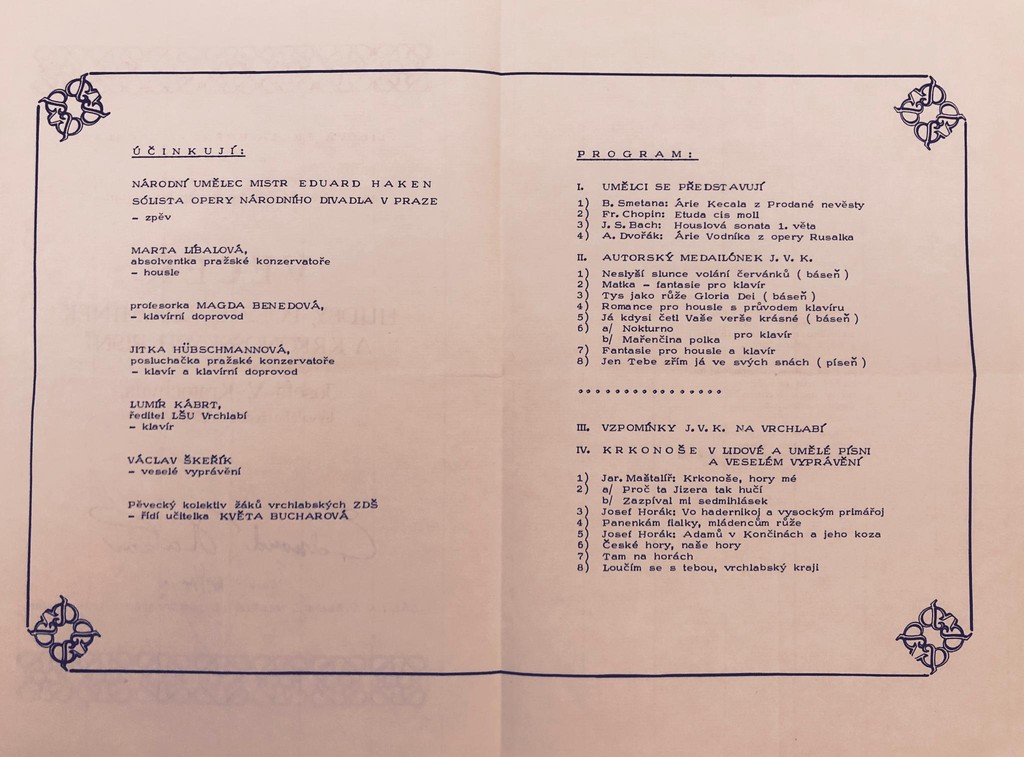 ÚČINKUJÍ:
NÁRODNÍ UMĚLEC MISTR EDUARD HAKEN
SÓLISTA OPERY NÁRODNÍHO DIVADLA V PRAZE
- zpěv
MARTA LÍBALOVÁ,
absolventka pražské konzervatoře
- housle
profesorka MAGDA BENEDOVÁ,
- klavírní doprovod
JITKA HÜBSCHMANNOVÁ,
posluchačka pražské konzervatoře
- klavír a klavírní doprovod
LUMÍR KÁBRT,
ředitel LŠU Vrchlabí
- klavír
VÁCLAV ŠKEŘÍK
- veselé vyprávění
Pěvecký kolektiv žáků vrchlabských ZDŠ
- řídí učitelka KVĚTA BUCHAROVÁ
PROGRAM:
I. UMĚLCI SE PŘEDSTAVUJÍ
1) B. Smetana: Árie Kecala z Prodané nevěsty
2) Fr. Chopin: Etuda cis moll
3) J. S. Bach: Houslová sonata 1. věta
4) A. Dvořák: Árie Vodníka z opery Rusalka
II. AUTORSKÝ MEDAILÓNEK J. V. K.
1) Neslyší slunce volání červánků ( báseň )
2) Matka - fantasie pro klavír
3) Tys jako růže Gloria Dei ( báseň )
4) Romance pro housle s průvodem klavíru
5) Já kdysi četl Vaše verše krásné ( báseň )
6) a/ Nokturno
b/ Mařenčina polka pro klavír
7) Fantasie pro housle a klavír
8) Jen Tebe zřím já ve svých snách ( píseň )
III. VZPOMÍNKY J. V. K. NA VRCHLABÍ
IV. KRKONOŠE V LIDOVÉ A UMĚLÉ PÍSNI
A VESELÉM VYPRÁVĚNÍ
1) Jar. Maštalíř: Krkonoše, hory mé
2) a/ Proč ta Jizera tak hučí
b/ Zazpíval mi sedmihlásek
3) Josef Horák: Vo hadernikoj a vysockým primářoj
4) Panenkám fialky, mládencům růže
5) Josef Horák: Adamů v Končinách a jeho koza
6) České hory, naše hory
7) Tam na horách
8) Loučím se s tebou, vrchlabský kraji